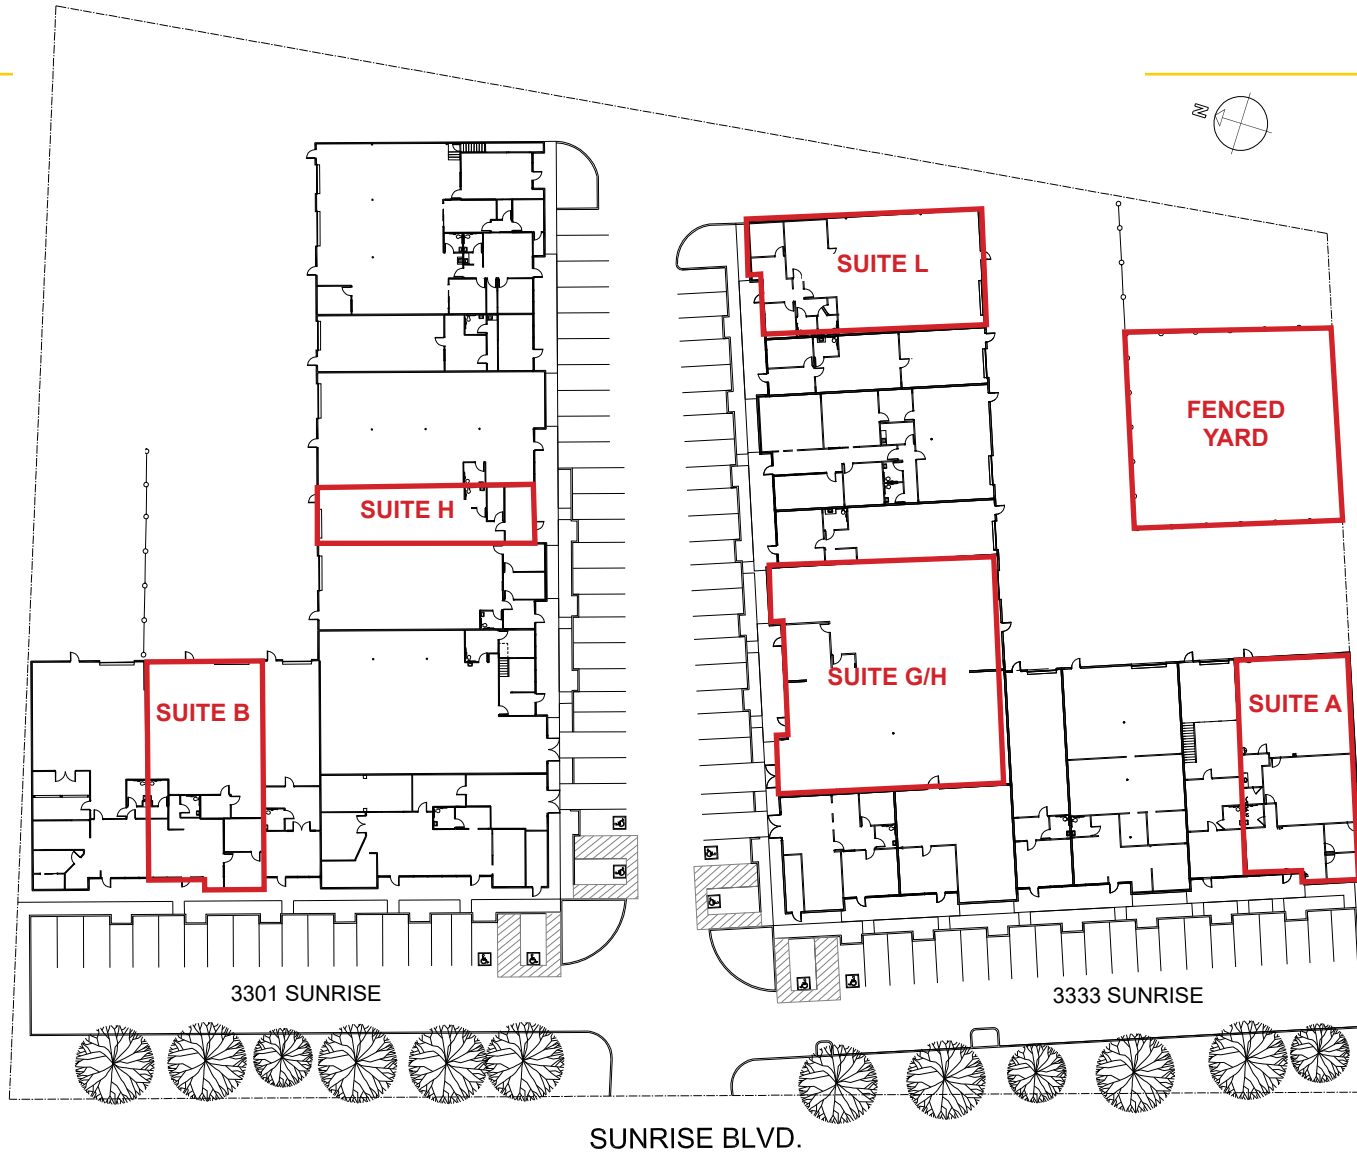 N
SUITE L
FENCED
YARD
SUITE H
SUITE G/H
SUITE B
SUITE A
3301 SUNRISE
3333 SUNRISE
SUNRISE BLVD.